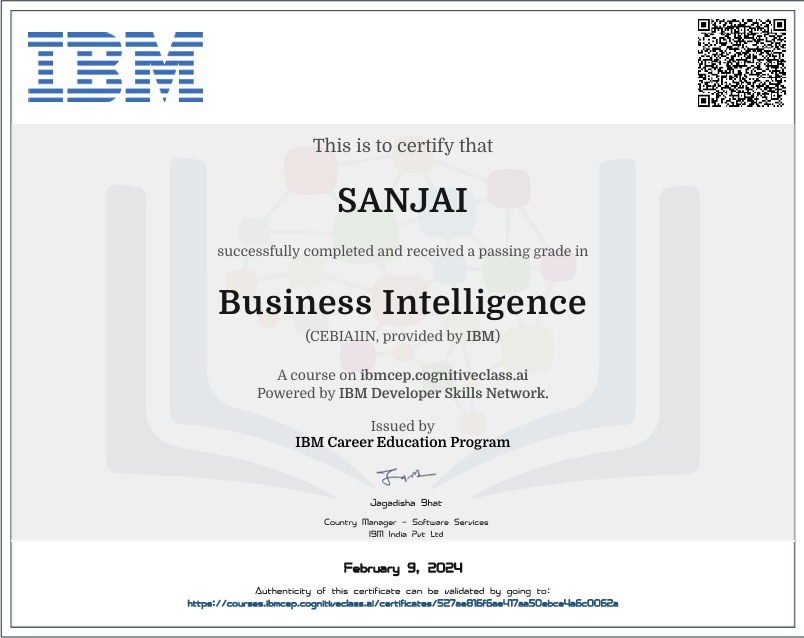 IBM
This is to certify that
SANJAI
successfully completed and received a passing grade in
Business Intelligence
(CEBIA1IN, provided by IBM)
A course on ibmcep.cognitiveclass.ai
Powered by IBM Developer Skills Network.
Issued by
IBM Career Education Program
Jagadisha Bhat
Country Manager - Software Services
IBM India Pvt Ltd
February 9, 2024
Authenticity of this certificate can be validated by going to:
https://courses.ibmcep.cognitiveclass.ai/certificates/527ae816f6ae417aa50ebce4a6c0062a